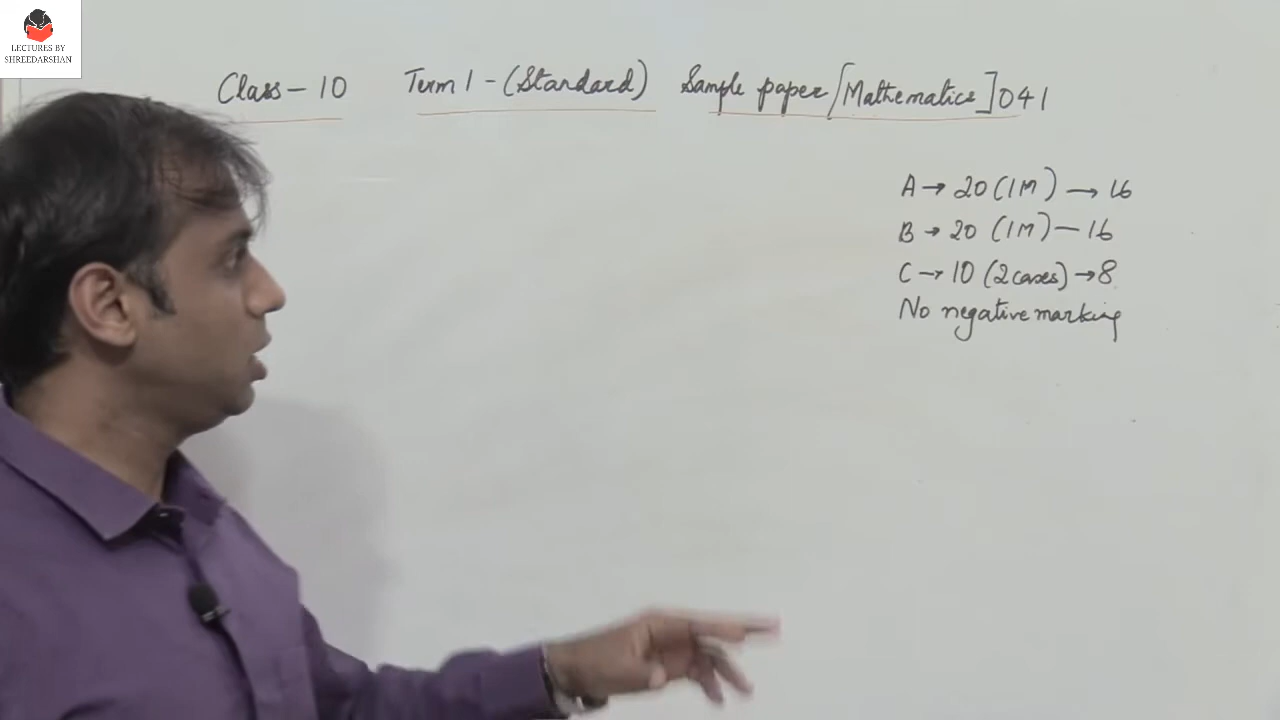 LECTURES BY
SHREEDARSHAN
Class - 10 Term 1 - (Standard) Sample paper/[Mathematics]041
A → 20 (1M) → 16
B → 20 (1M) - 16
C → 10 (2 cases) → 8
No negative marking